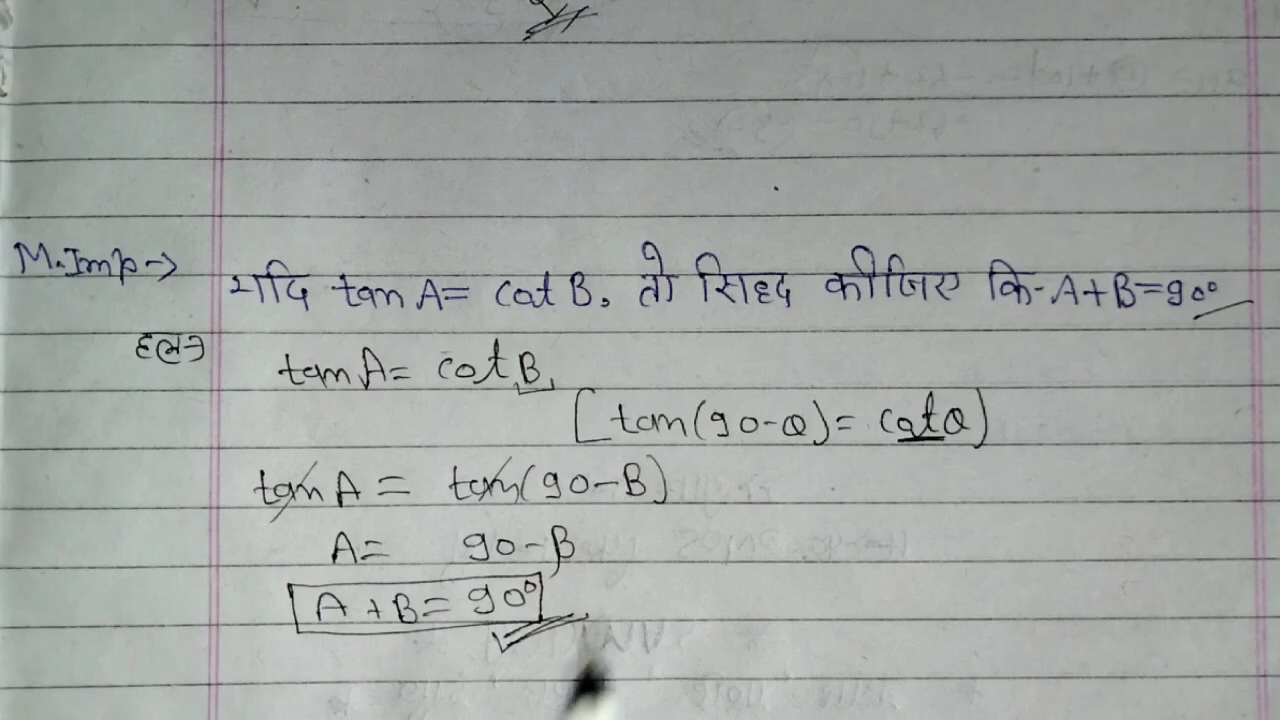 M.Imp→ यदि tan A = cot B, तो सिध्द कीजिए कि- A+B=90°
हल→
tan A = cot B
[tan(90-θ)= cotθ)
tan A = tan(90-B)
A= 90-B
A+B=90°